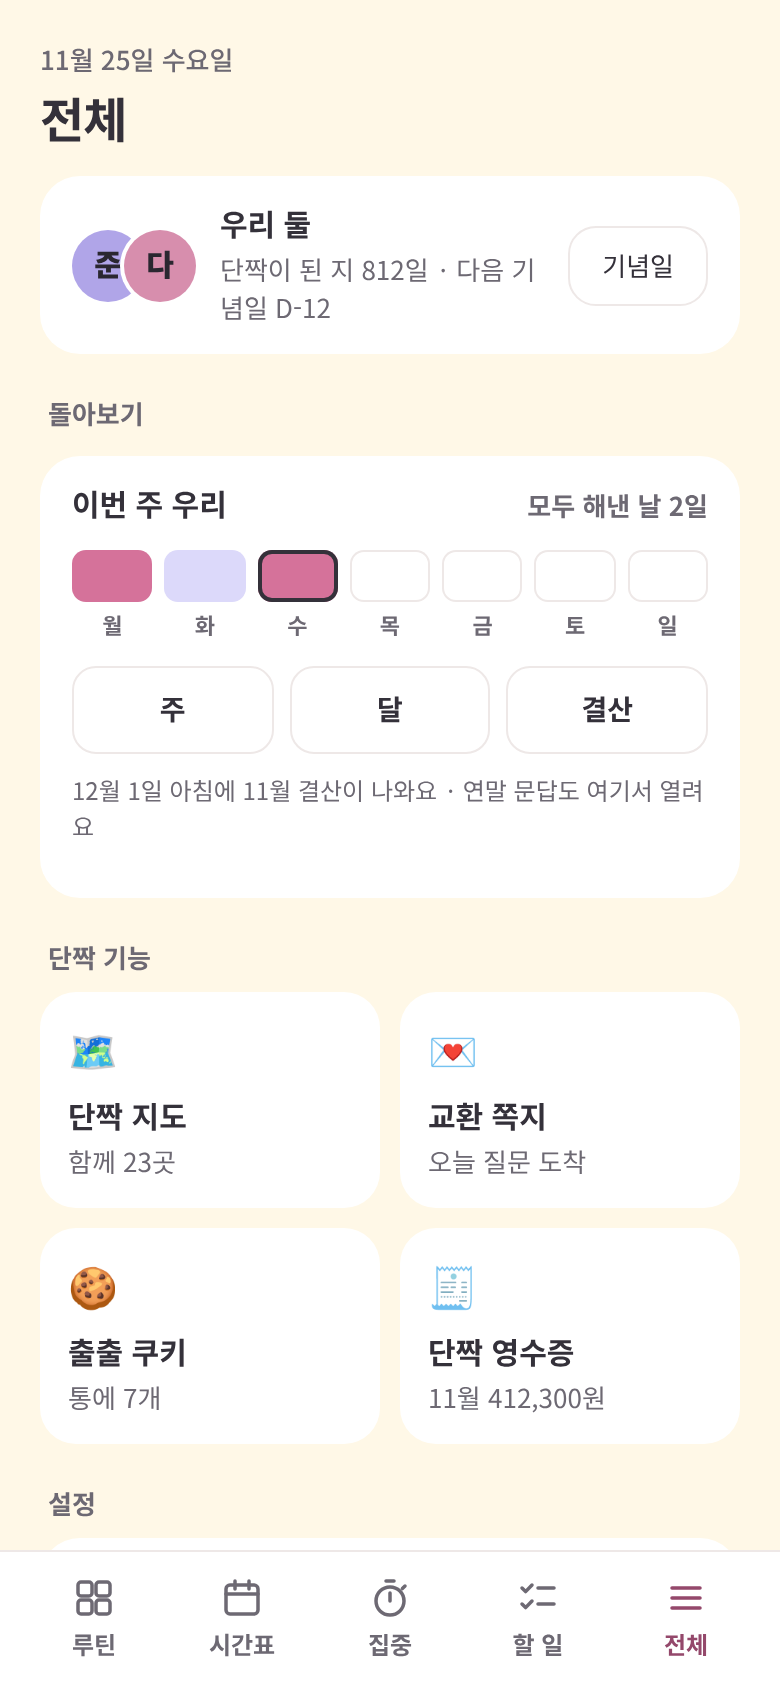 11월 25일 수요일
전체
준 다
우리 둘
단짝이 된 지 812일 · 다음 기
념일 D-12
기념일
돌아보기
이번 주 우리
모두 해낸 날 2일
월 화 수 목 금 토 일
주 달 결산
12월 1일 아침에 11월 결산이 나와요 · 연말 문답도 여기서 열려
요
단짝 기능
단짝 지도
함께 23곳
교환 쪽지
오늘 질문 도착
출출 쿠키
통에 7개
단짝 영수증
11월 412,300원
설정
루틴 시간표 집중 할 일 전체